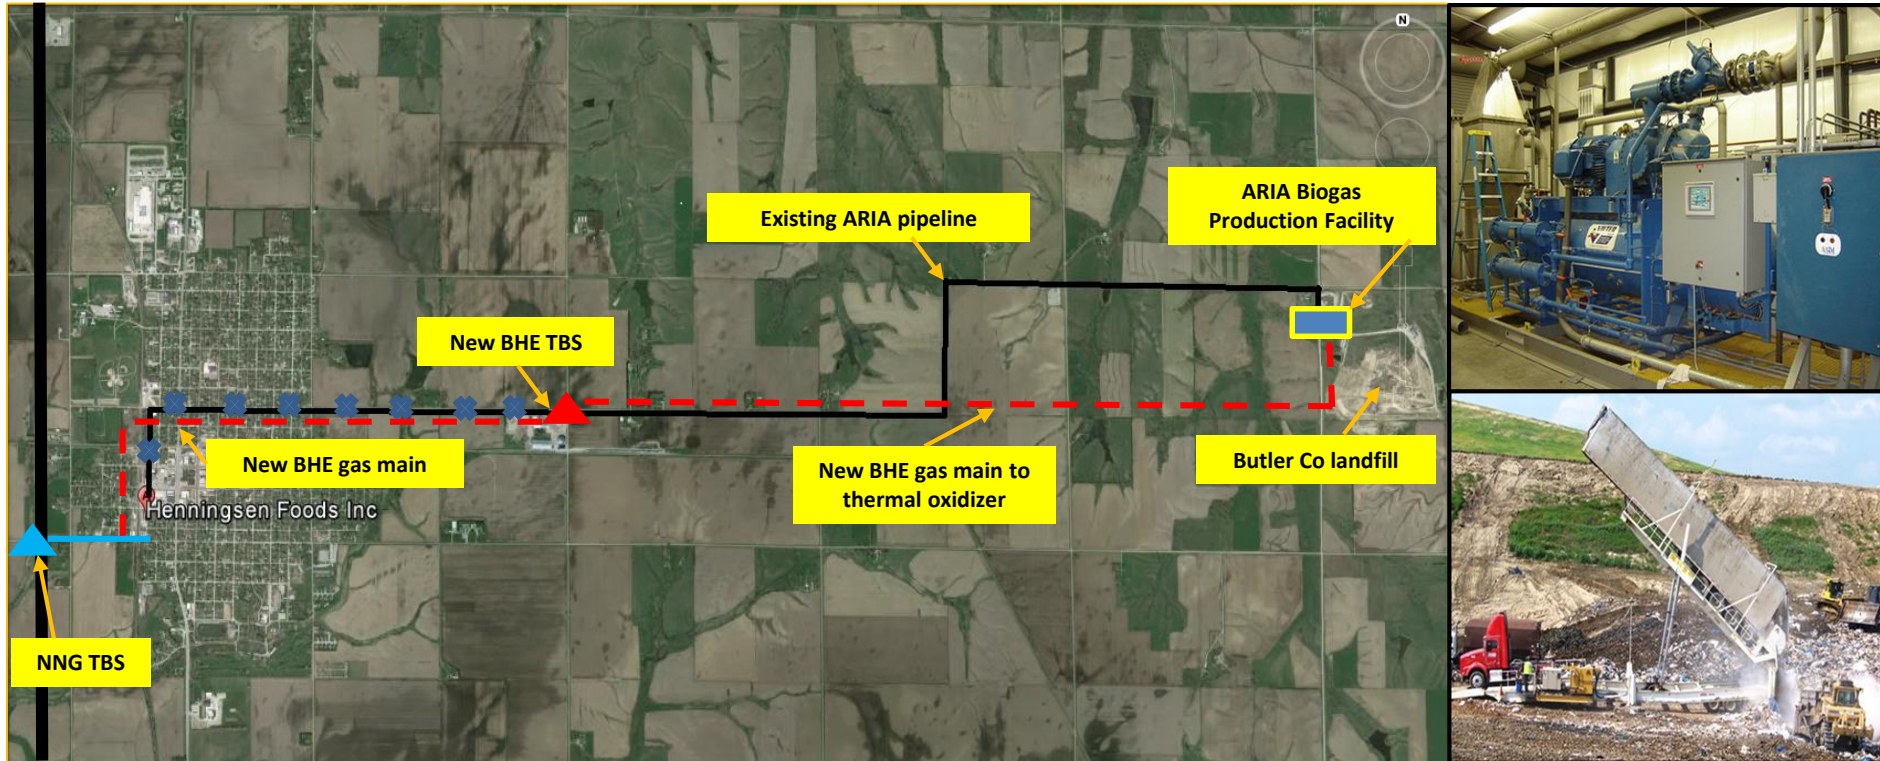 N
ARIA Biogas
Production Facility
Existing ARIA pipeline
New BHE TBS
New BHE gas main
Henningsen Foods Inc
New BHE gas main to
thermal oxidizer
Butler Co landfill
NNG TBS
VILTER